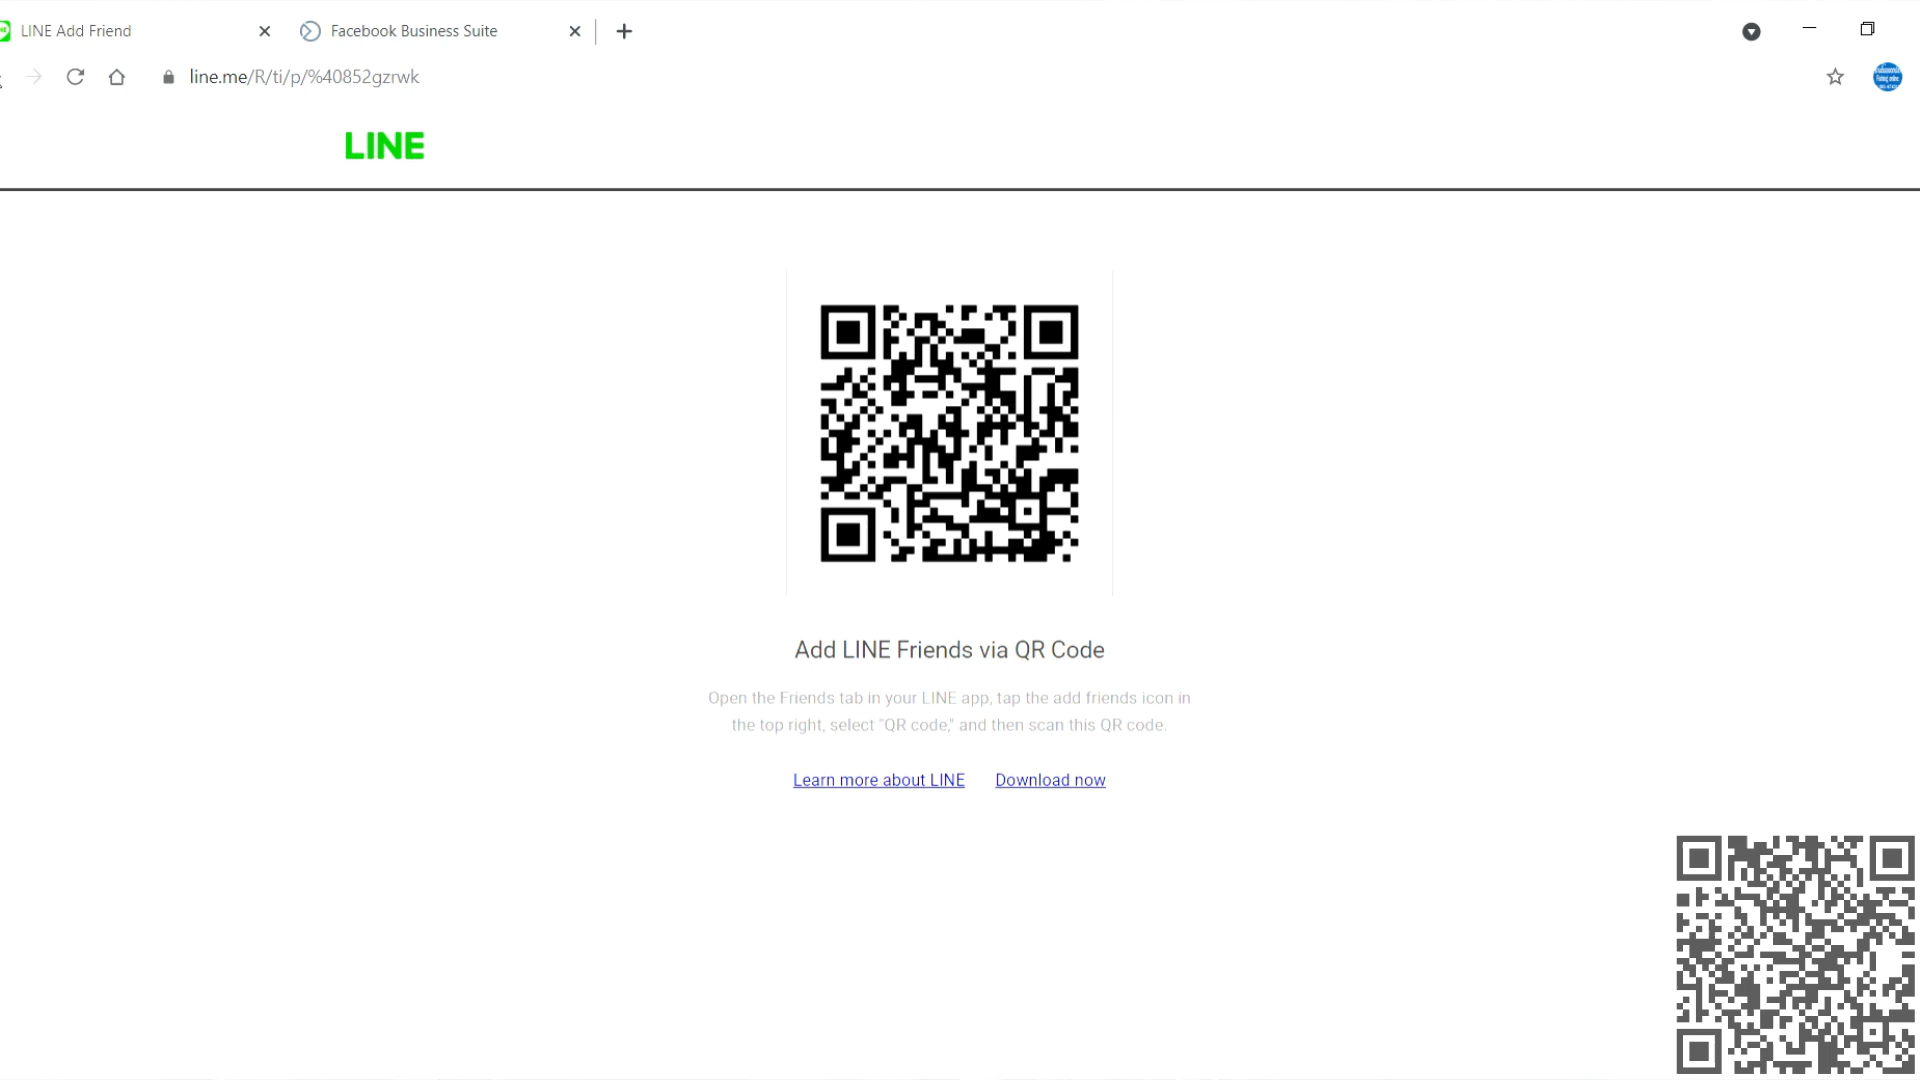 LINE Add Friend
Facebook Business Suite
line.me/R/ti/p/%40852gzrwk
LINE
Add LINE Friends via QR Code
Open the Friends tab in your LINE app, tap the add friends icon in
the top right, select "QR code," and then scan this QR code.
Learn more about LINE
Download now